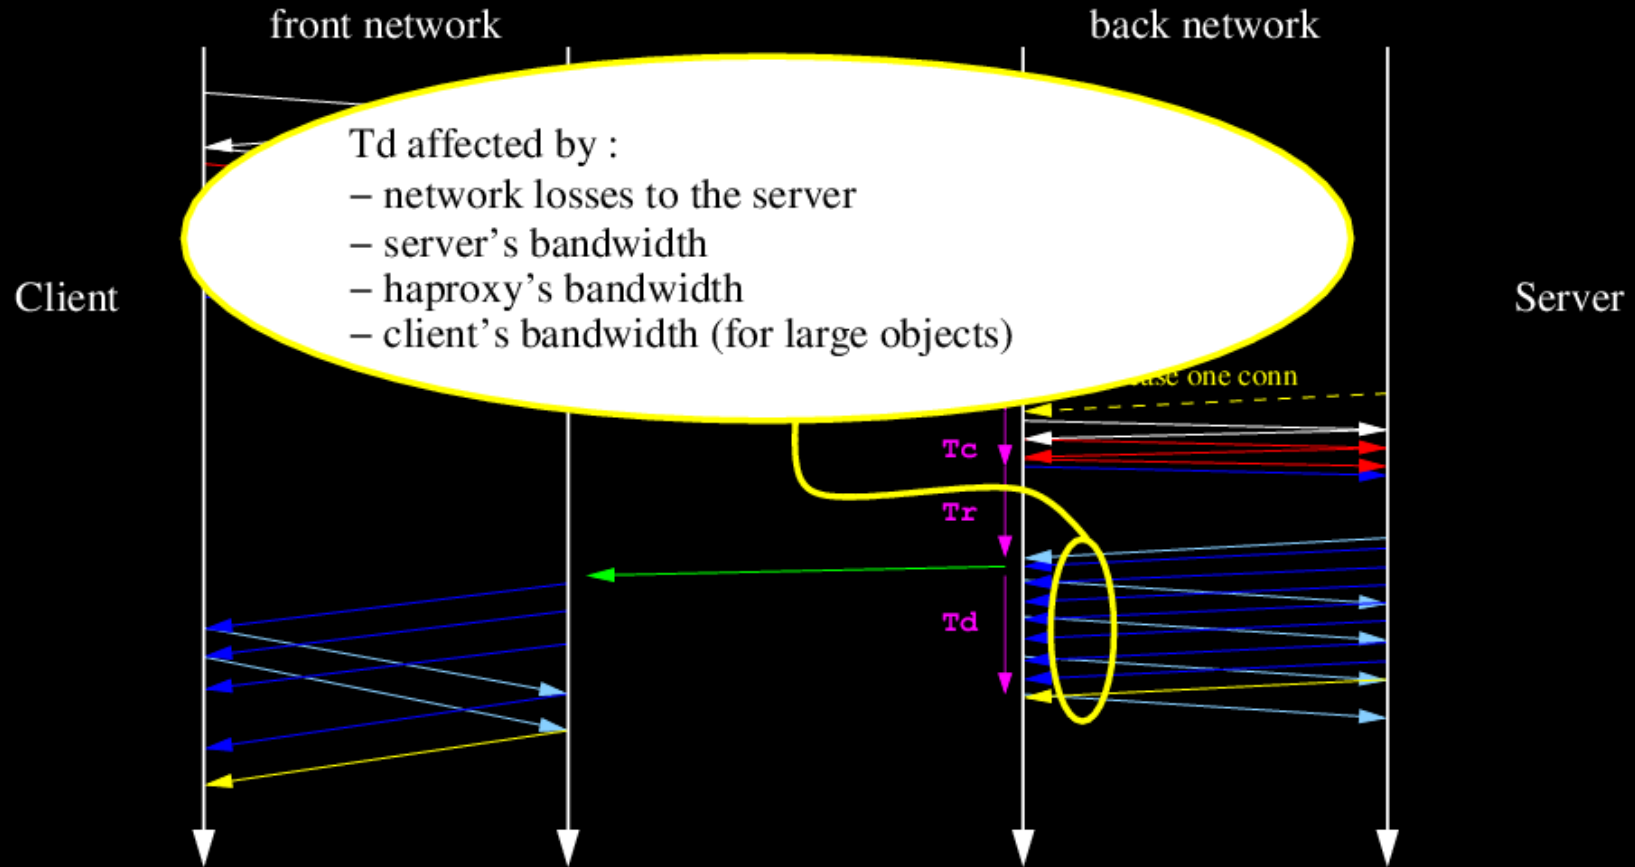 front network
back network
Td affected by :
– network losses to the server
– server's bandwidth
– haproxy's bandwidth
– client's bandwidth (for large objects)
Client
Server
one conn
Tc
Tr
Td